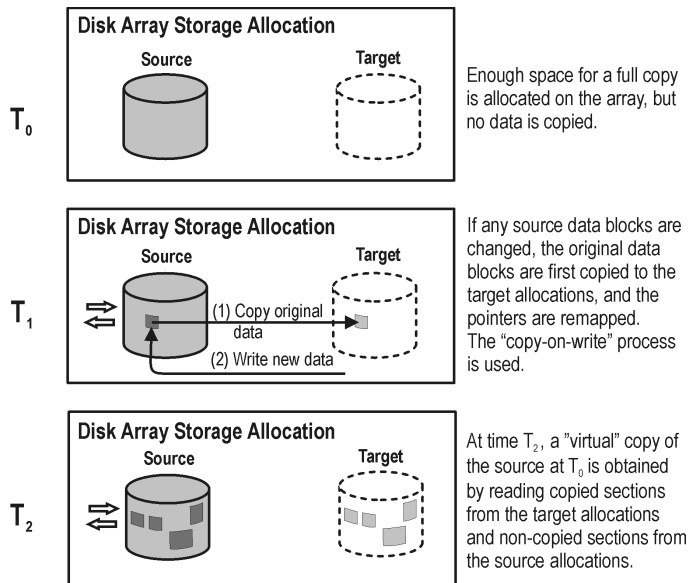 Disk Array Storage Allocation
Source
Target
T0
Enough space for a full copy
is allocated on the array, but
no data is copied.
Disk Array Storage Allocation
Source
Target
T1
(1) Copy original
data
(2) Write new data
If any source data blocks are
changed, the original data
blocks are first copied to the
target allocations, and the
pointers are remapped.
The “copy-on-write” process
is used.
Disk Array Storage Allocation
Source
Target
T2
At time T2, a ”virtual” copy of
the source at T0 is obtained
by reading copied sections
from the target allocations
and non-copied sections from
the source allocations.